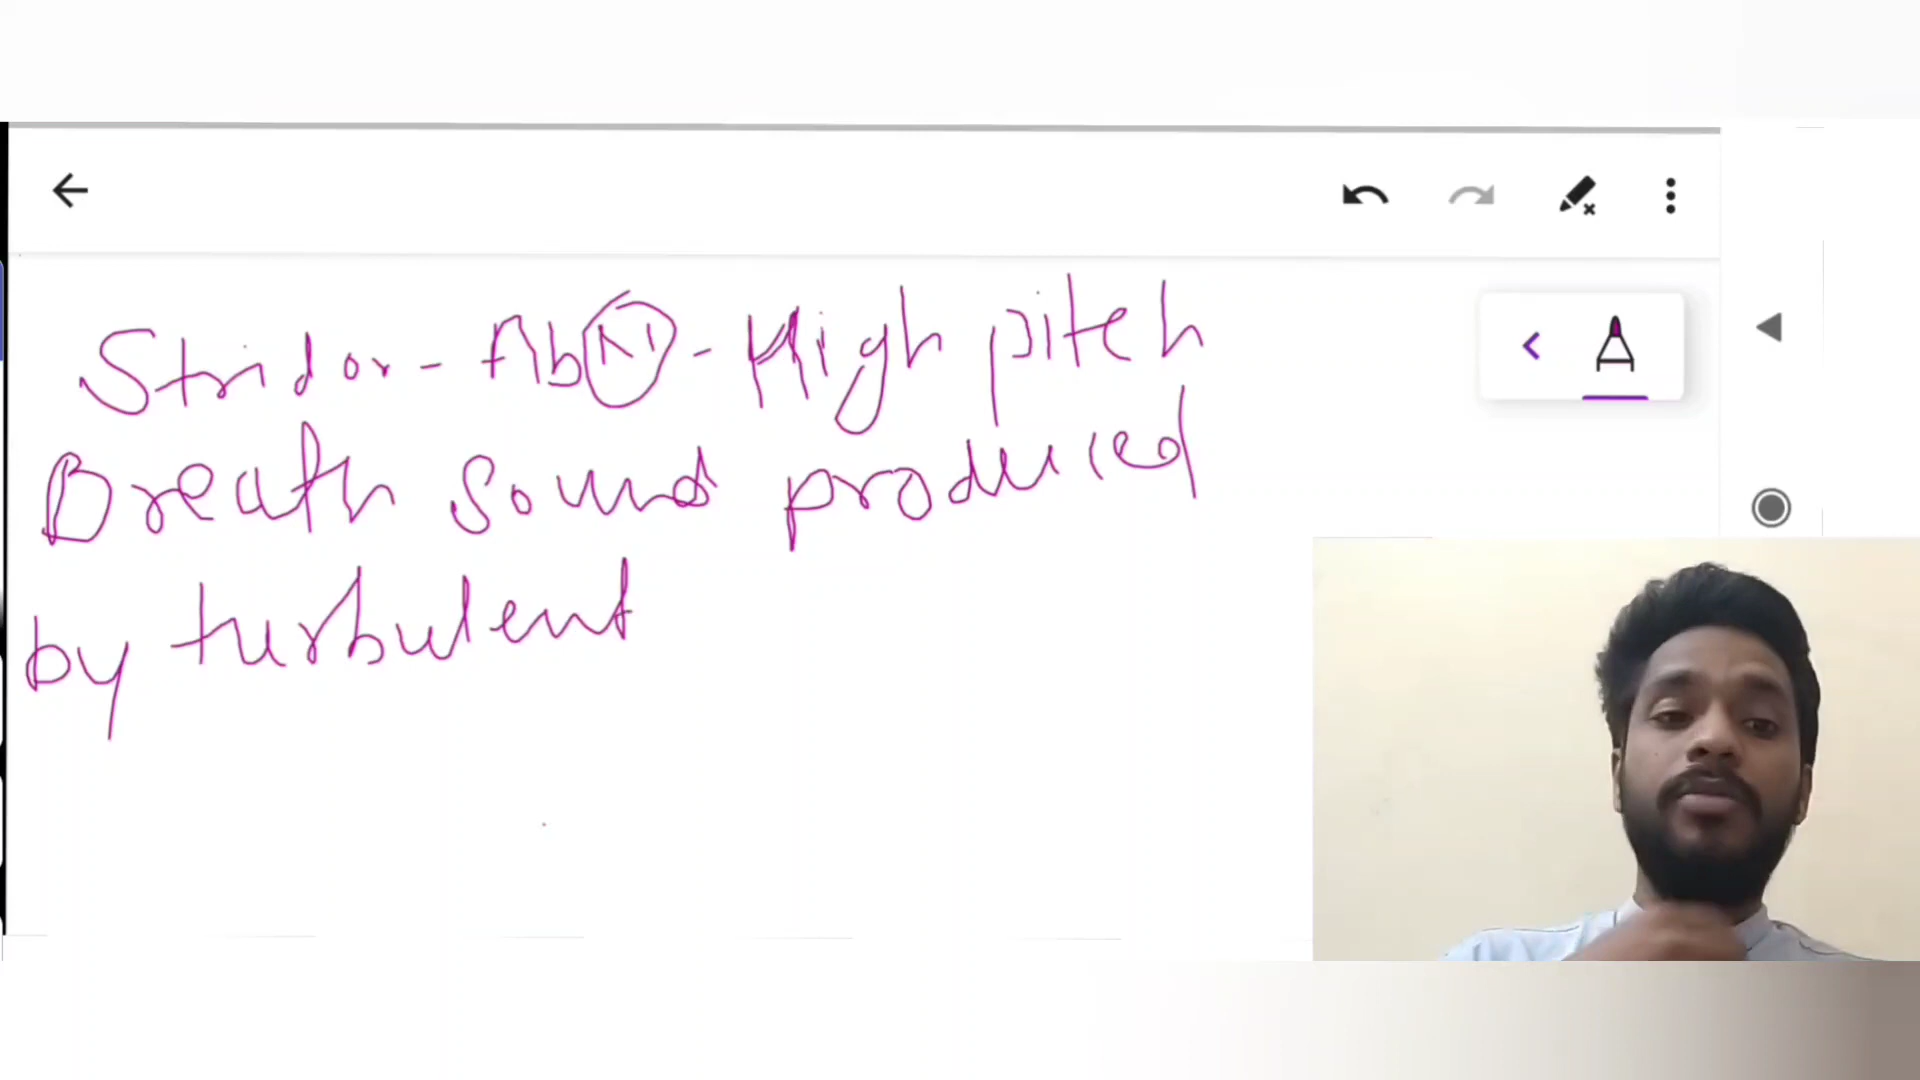 Stridor - Ab(N) - High pitch
Breath sound produced
by turbulent